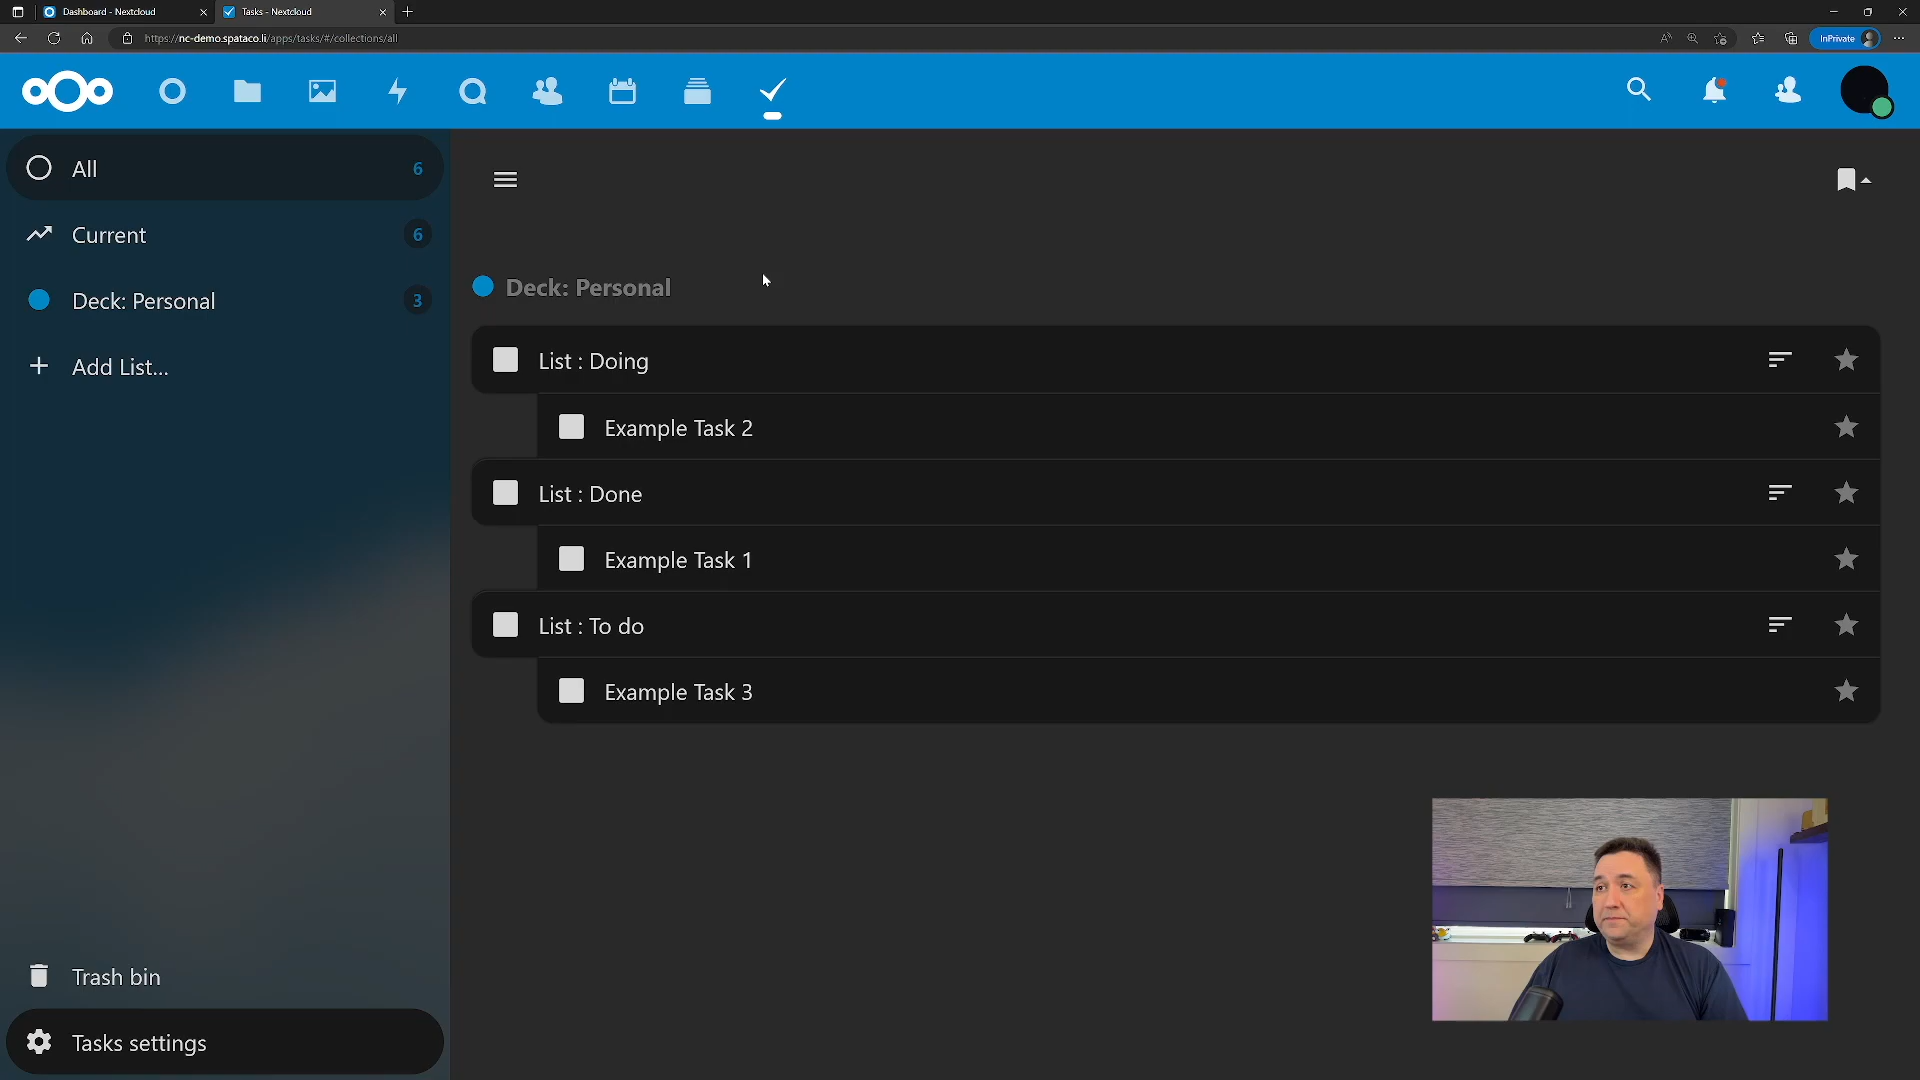 Dashboard - Nextcloud
Tasks - Nextcloud
https://nc-demo.spataco.li/apps/tasks/#/collections/all
InPrivate
All 6
Current 6
Deck: Personal 3
Add List...
Deck: Personal
List : Doing
Example Task 2
List : Done
Example Task 1
List : To do
Example Task 3
Trash bin
Tasks settings